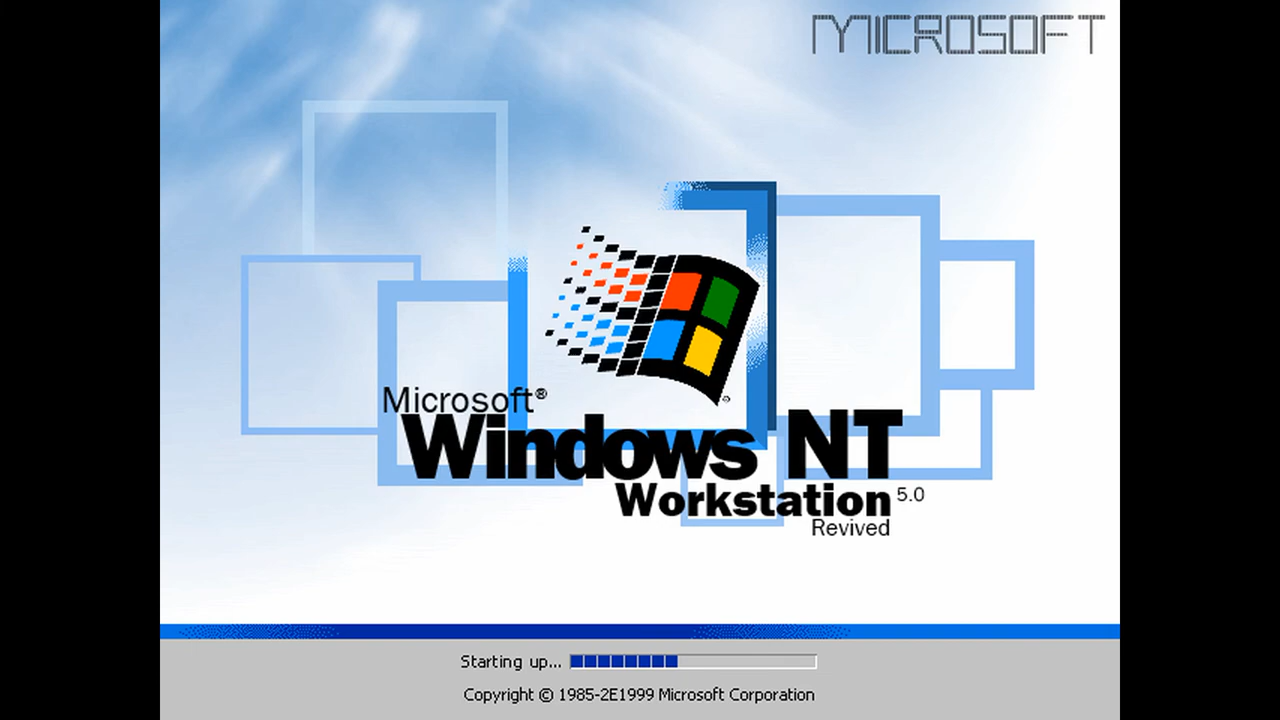 MICROSOFT
Microsoft®
Windows NT
Workstation 5.0
Revived
Starting up...
Copyright © 1985-2E1999 Microsoft Corporation